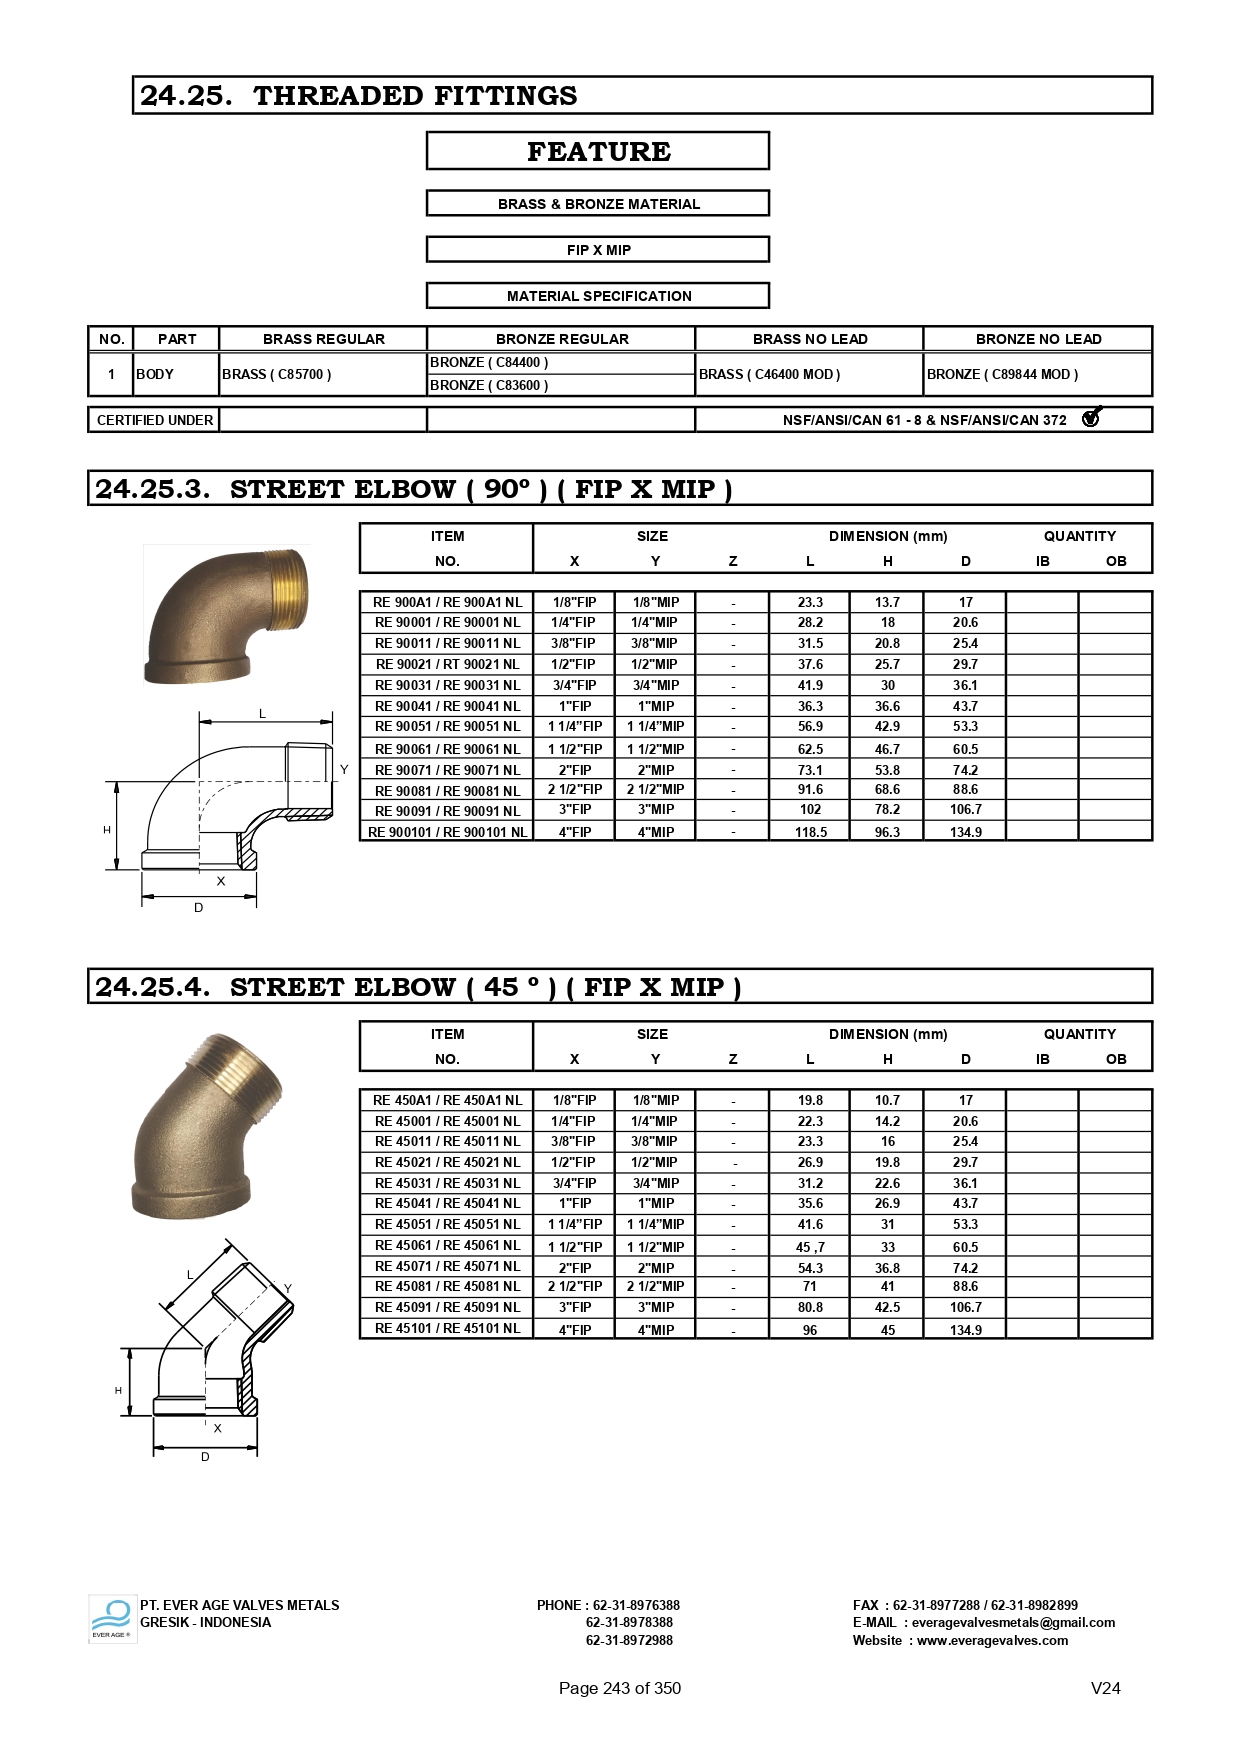 24.25. THREADED FITTINGS
FEATURE
BRASS & BRONZE MATERIAL
FIP X MIP
MATERIAL SPECIFICATION
NO. PART BRASS REGULAR BRONZE REGULAR BRASS NO LEAD BRONZE NO LEAD
1 BODY BRASS ( C85700 ) BRONZE ( C84400 ) BRASS ( C46400 MOD ) BRONZE ( C89844 MOD )
BRONZE ( C83600 )
CERTIFIED UNDER NSF/ANSI/CAN 61 - 8 & NSF/ANSI/CAN 372
24.25.3. STREET ELBOW ( 90º ) ( FIP X MIP )
ITEM SIZE DIMENSION (mm) QUANTITY
NO. X Y Z L H D IB OB
RE 900A1 / RE 900A1 NL 1/8"FIP 1/8"MIP - 23.3 13.7 17
RE 90001 / RE 90001 NL 1/4"FIP 1/4"MIP - 28.2 18 20.6
RE 90011 / RE 90011 NL 3/8"FIP 3/8"MIP - 31.5 20.8 25.4
RE 90021 / RT 90021 NL 1/2"FIP 1/2"MIP - 37.6 25.7 29.7
RE 90031 / RE 90031 NL 3/4"FIP 3/4"MIP - 41.9 30 36.1
RE 90041 / RE 90041 NL 1"FIP 1"MIP - 36.3 36.6 43.7
RE 90051 / RE 90051 NL 1 1/4”FIP 1 1/4”MIP - 56.9 42.9 53.3
RE 90061 / RE 90061 NL 1 1/2"FIP 1 1/2"MIP - 62.5 46.7 60.5
RE 90071 / RE 90071 NL 2"FIP 2"MIP - 73.1 53.8 74.2
RE 90081 / RE 90081 NL 2 1/2"FIP 2 1/2"MIP - 91.6 68.6 88.6
RE 90091 / RE 90091 NL 3"FIP 3"MIP - 102 78.2 106.7
RE 900101 / RE 900101 NL 4"FIP 4"MIP - 118.5 96.3 134.9
L
Y
H
X
D
24.25.4. STREET ELBOW ( 45 º ) ( FIP X MIP )
ITEM SIZE DIMENSION (mm) QUANTITY
NO. X Y Z L H D IB OB
RE 450A1 / RE 450A1 NL 1/8"FIP 1/8"MIP - 19.8 10.7 17
RE 45001 / RE 45001 NL 1/4"FIP 1/4"MIP - 22.3 14.2 20.6
RE 45011 / RE 45011 NL 3/8"FIP 3/8"MIP - 23.3 16 25.4
RE 45021 / RE 45021 NL 1/2"FIP 1/2"MIP - 26.9 19.8 29.7
RE 45031 / RE 45031 NL 3/4"FIP 3/4"MIP - 31.2 22.6 36.1
RE 45041 / RE 45041 NL 1"FIP 1"MIP - 35.6 26.9 43.7
RE 45051 / RE 45051 NL 1 1/4”FIP 1 1/4”MIP - 41.6 31 53.3
RE 45061 / RE 45061 NL 1 1/2"FIP 1 1/2"MIP - 45 ,7 33 60.5
RE 45071 / RE 45071 NL 2"FIP 2"MIP - 54.3 36.8 74.2
RE 45081 / RE 45081 NL 2 1/2"FIP 2 1/2"MIP - 71 41 88.6
RE 45091 / RE 45091 NL 3"FIP 3"MIP - 80.8 42.5 106.7
RE 45101 / RE 45101 NL 4"FIP 4"MIP - 96 45 134.9
L
Y
H
X
D
EVER AGE ®
PT. EVER AGE VALVES METALS PHONE : 62-31-8976388 FAX : 62-31-8977288 / 62-31-8982899
GRESIK - INDONESIA 62-31-8978388 E-MAIL : everagevalvesmetals@gmail.com
62-31-8972988 Website : www.everagevalves.com
Page 243 of 350 V24